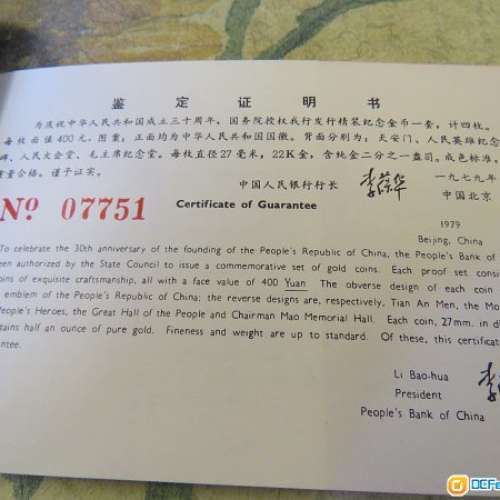 鉴定证明书
为庆祝中华人民共和国成立三十周年，国务院授权我行发行精装纪念金币一套，计四枚。
每枚面值400元，图案：正面均为中华人民共和国国徽。背面分别为：天安门、人民英雄纪念
碑、人民大会堂、毛主席纪念堂。每枚直径27毫米，22K金，含纯金二分之一盎司。成色标准，
重量合格。谨予证实。
中国人民银行行长 李葆华 一九七九年
中国北京
Nº 07751
Certificate of Guarantee
1979
Beijing, China
To celebrate the 30th anniversary of the founding of the People's Republic of China, the People's Bank of
been authorized by the State Council to issue a commemorative set of gold coins. Each proof set consi
oins of exquisite craftsmanship, all with a face value of 400 Yuan. The obverse design of each coin
emblem of the People's Republic of China; the reverse designs are, respectively, Tian An Men, the Mo
People's Heroes, the Great Hall of the People and Chairman Mao Memorial Hall. Each coin, 27mm. in di
tains half an ounce of pure gold. Fineness and weight are up to standard. Of these, this certificat
ntee.
Li Bao-hua
President
People's Bank of China